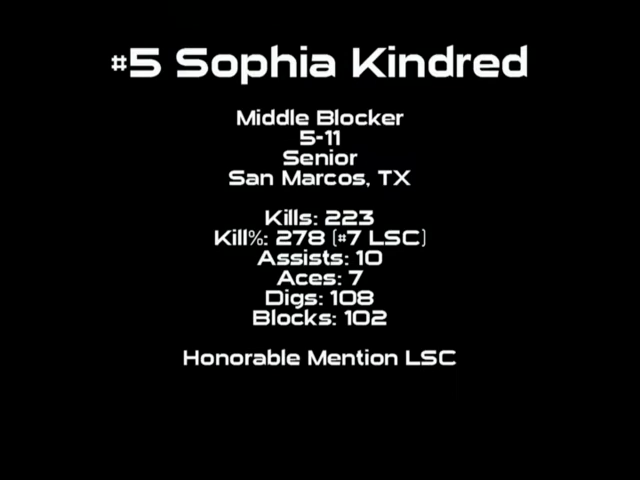 #5 Sophia Kindred
Middle Blocker
5-11
Senior
San Marcos, TX
Kills: 223
Kill%: 278 (#7 LSC)
Assists: 10
Aces: 7
Digs: 108
Blocks: 102
Honorable Mention LSC